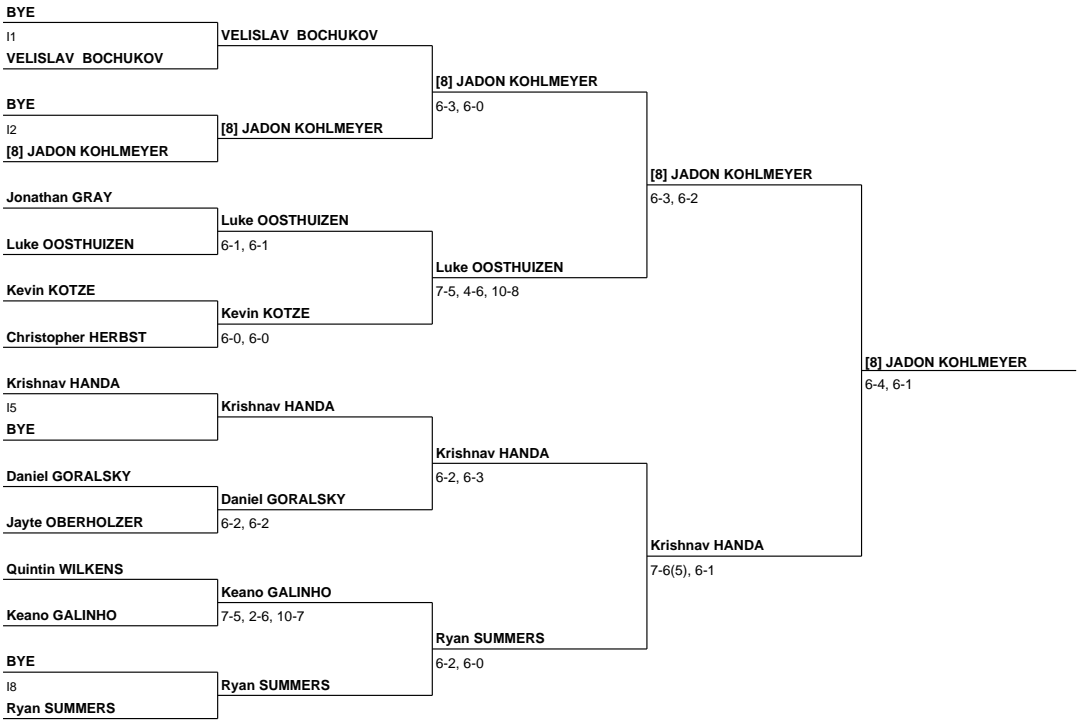 BYE
I1
VELISLAV  BOCHUKOV
VELISLAV  BOCHUKOV
BYE
I2
[8] JADON KOHLMEYER
[8] JADON KOHLMEYER
[8] JADON KOHLMEYER
6-3, 6-0
Jonathan GRAY
Luke OOSTHUIZEN
Luke OOSTHUIZEN
6-1, 6-1
Kevin KOTZE
Christopher HERBST
Kevin KOTZE
6-0, 6-0
Luke OOSTHUIZEN
7-5, 4-6, 10-8
[8] JADON KOHLMEYER
6-3, 6-2
Krishnav HANDA
I5
BYE
Krishnav HANDA
Daniel GORALSKY
Jayte OBERHOLZER
Daniel GORALSKY
6-2, 6-2
Krishnav HANDA
6-2, 6-3
Quintin WILKENS
Keano GALINHO
Keano GALINHO
7-5, 2-6, 10-7
BYE
I8
Ryan SUMMERS
Ryan SUMMERS
Ryan SUMMERS
6-2, 6-0
Krishnav HANDA
7-6(5), 6-1
[8] JADON KOHLMEYER
6-4, 6-1